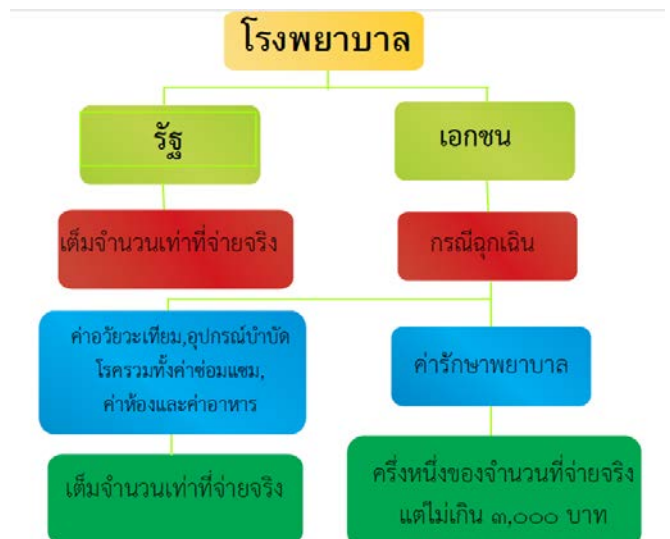 โรงพยาบาล
รัฐ
เอกชน
เต็มจำนวนเท่าที่จ่ายจริง
กรณีฉุกเฉิน
ค่าอวัยวะเทียม,อุปกรณ์บำบัด
โรครวมทั้งค่าซ่อมแซม,
ค่าห้องและค่าอาหาร
ค่ารักษาพยาบาล
เต็มจำนวนเท่าที่จ่ายจริง
ครึ่งหนึ่งของจำนวนที่จ่ายจริง
แต่ไม่เกิน ๓,๐๐๐ บาท